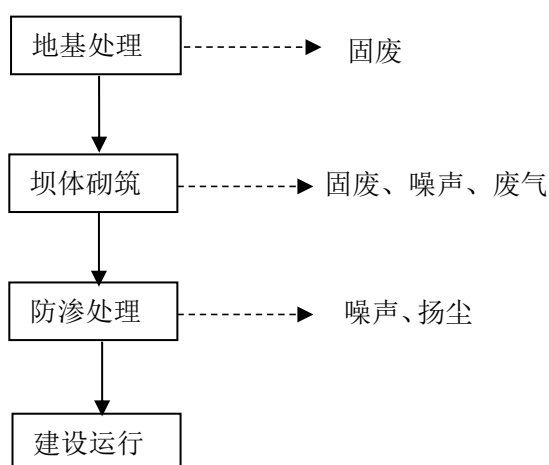 地基处理
固废
坝体砌筑
固废、噪声、废气
防渗处理
噪声、扬尘
建设运行